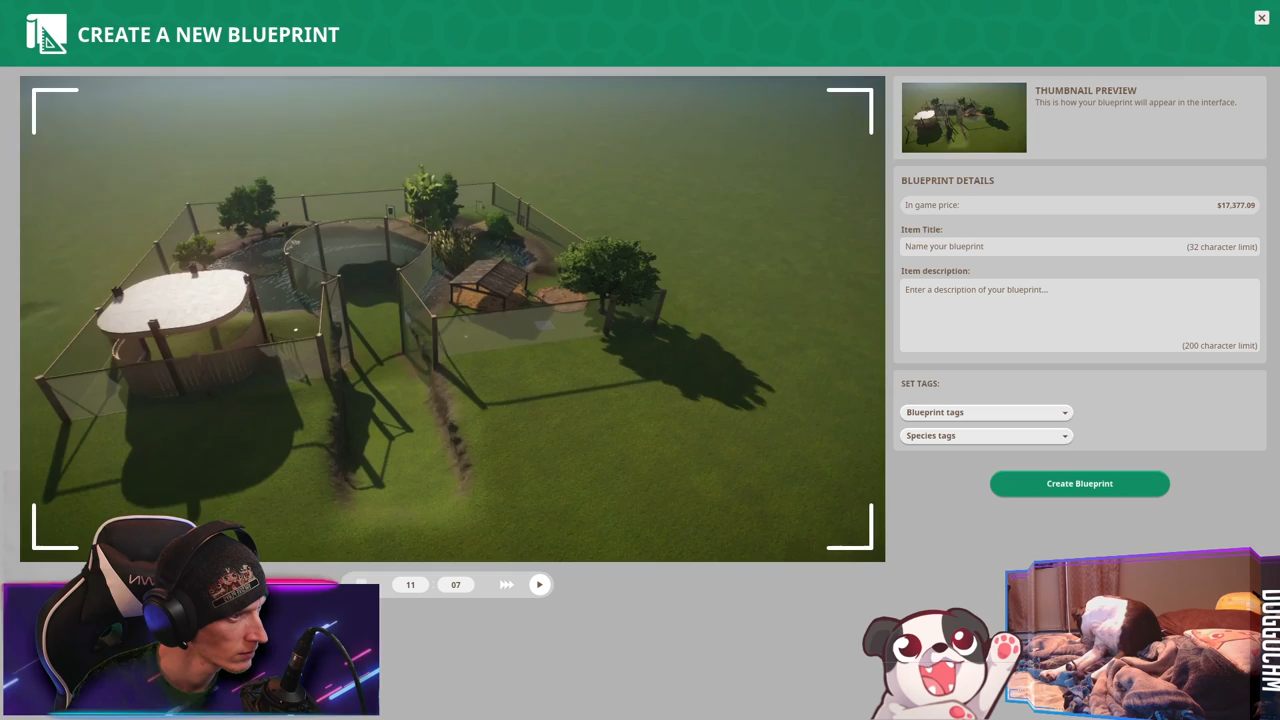 CREATE A NEW BLUEPRINT
THUMBNAIL PREVIEW
This is how your blueprint will appear in the interface.
BLUEPRINT DETAILS
In game price:
$17,377.09
Item Title:
Name your blueprint
(32 character limit)
Item description:
Enter a description of your blueprint...
(200 character limit)
SET TAGS:
Blueprint tags
Species tags
Create Blueprint
11
07
DOGGOCAM